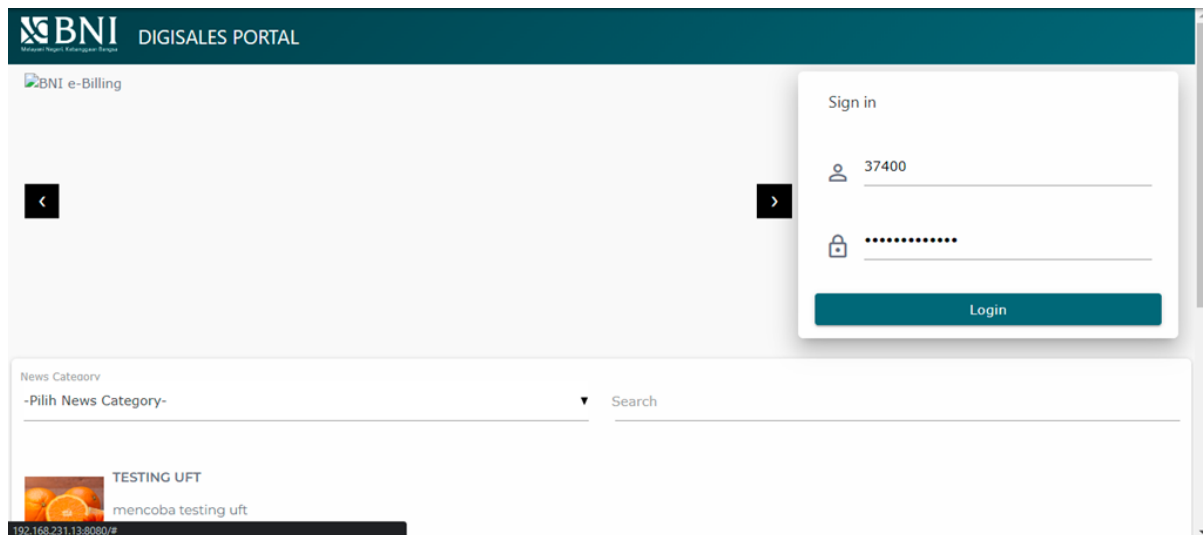 BNI
Melayani Negeri, Kebanggaan Bangsa
DIGISALES PORTAL
BNI e-Billing
Sign in
37400
•••••••••••••
Login
News Category
-Pilih News Category-
Search
TESTING UFT
mencoba testing uft
192.168.231.13:8080/#